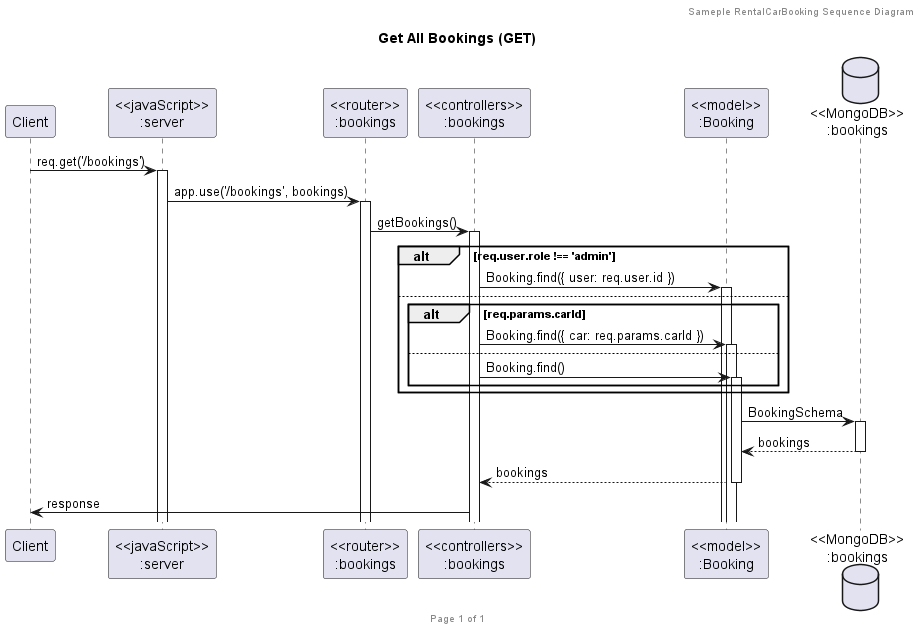 Sameple RentalCarBooking Sequence Diagram
Get All Bookings (GET)
Client
<<javaScript>>
:server
<<router>>
:bookings
<<controllers>>
:bookings
<<model>>
:Booking
<<MongoDB>>
:bookings
req.get('/bookings')
app.use('/bookings', bookings)
getBookings()
alt [req.user.role !== 'admin']
Booking.find({ user: req.user.id })
alt [req.params.carId]
Booking.find({ car: req.params.carId })
Booking.find()
BookingSchema
bookings
bookings
response
Client
<<javaScript>>
:server
<<router>>
:bookings
<<controllers>>
:bookings
<<model>>
:Booking
<<MongoDB>>
:bookings
Page 1 of 1